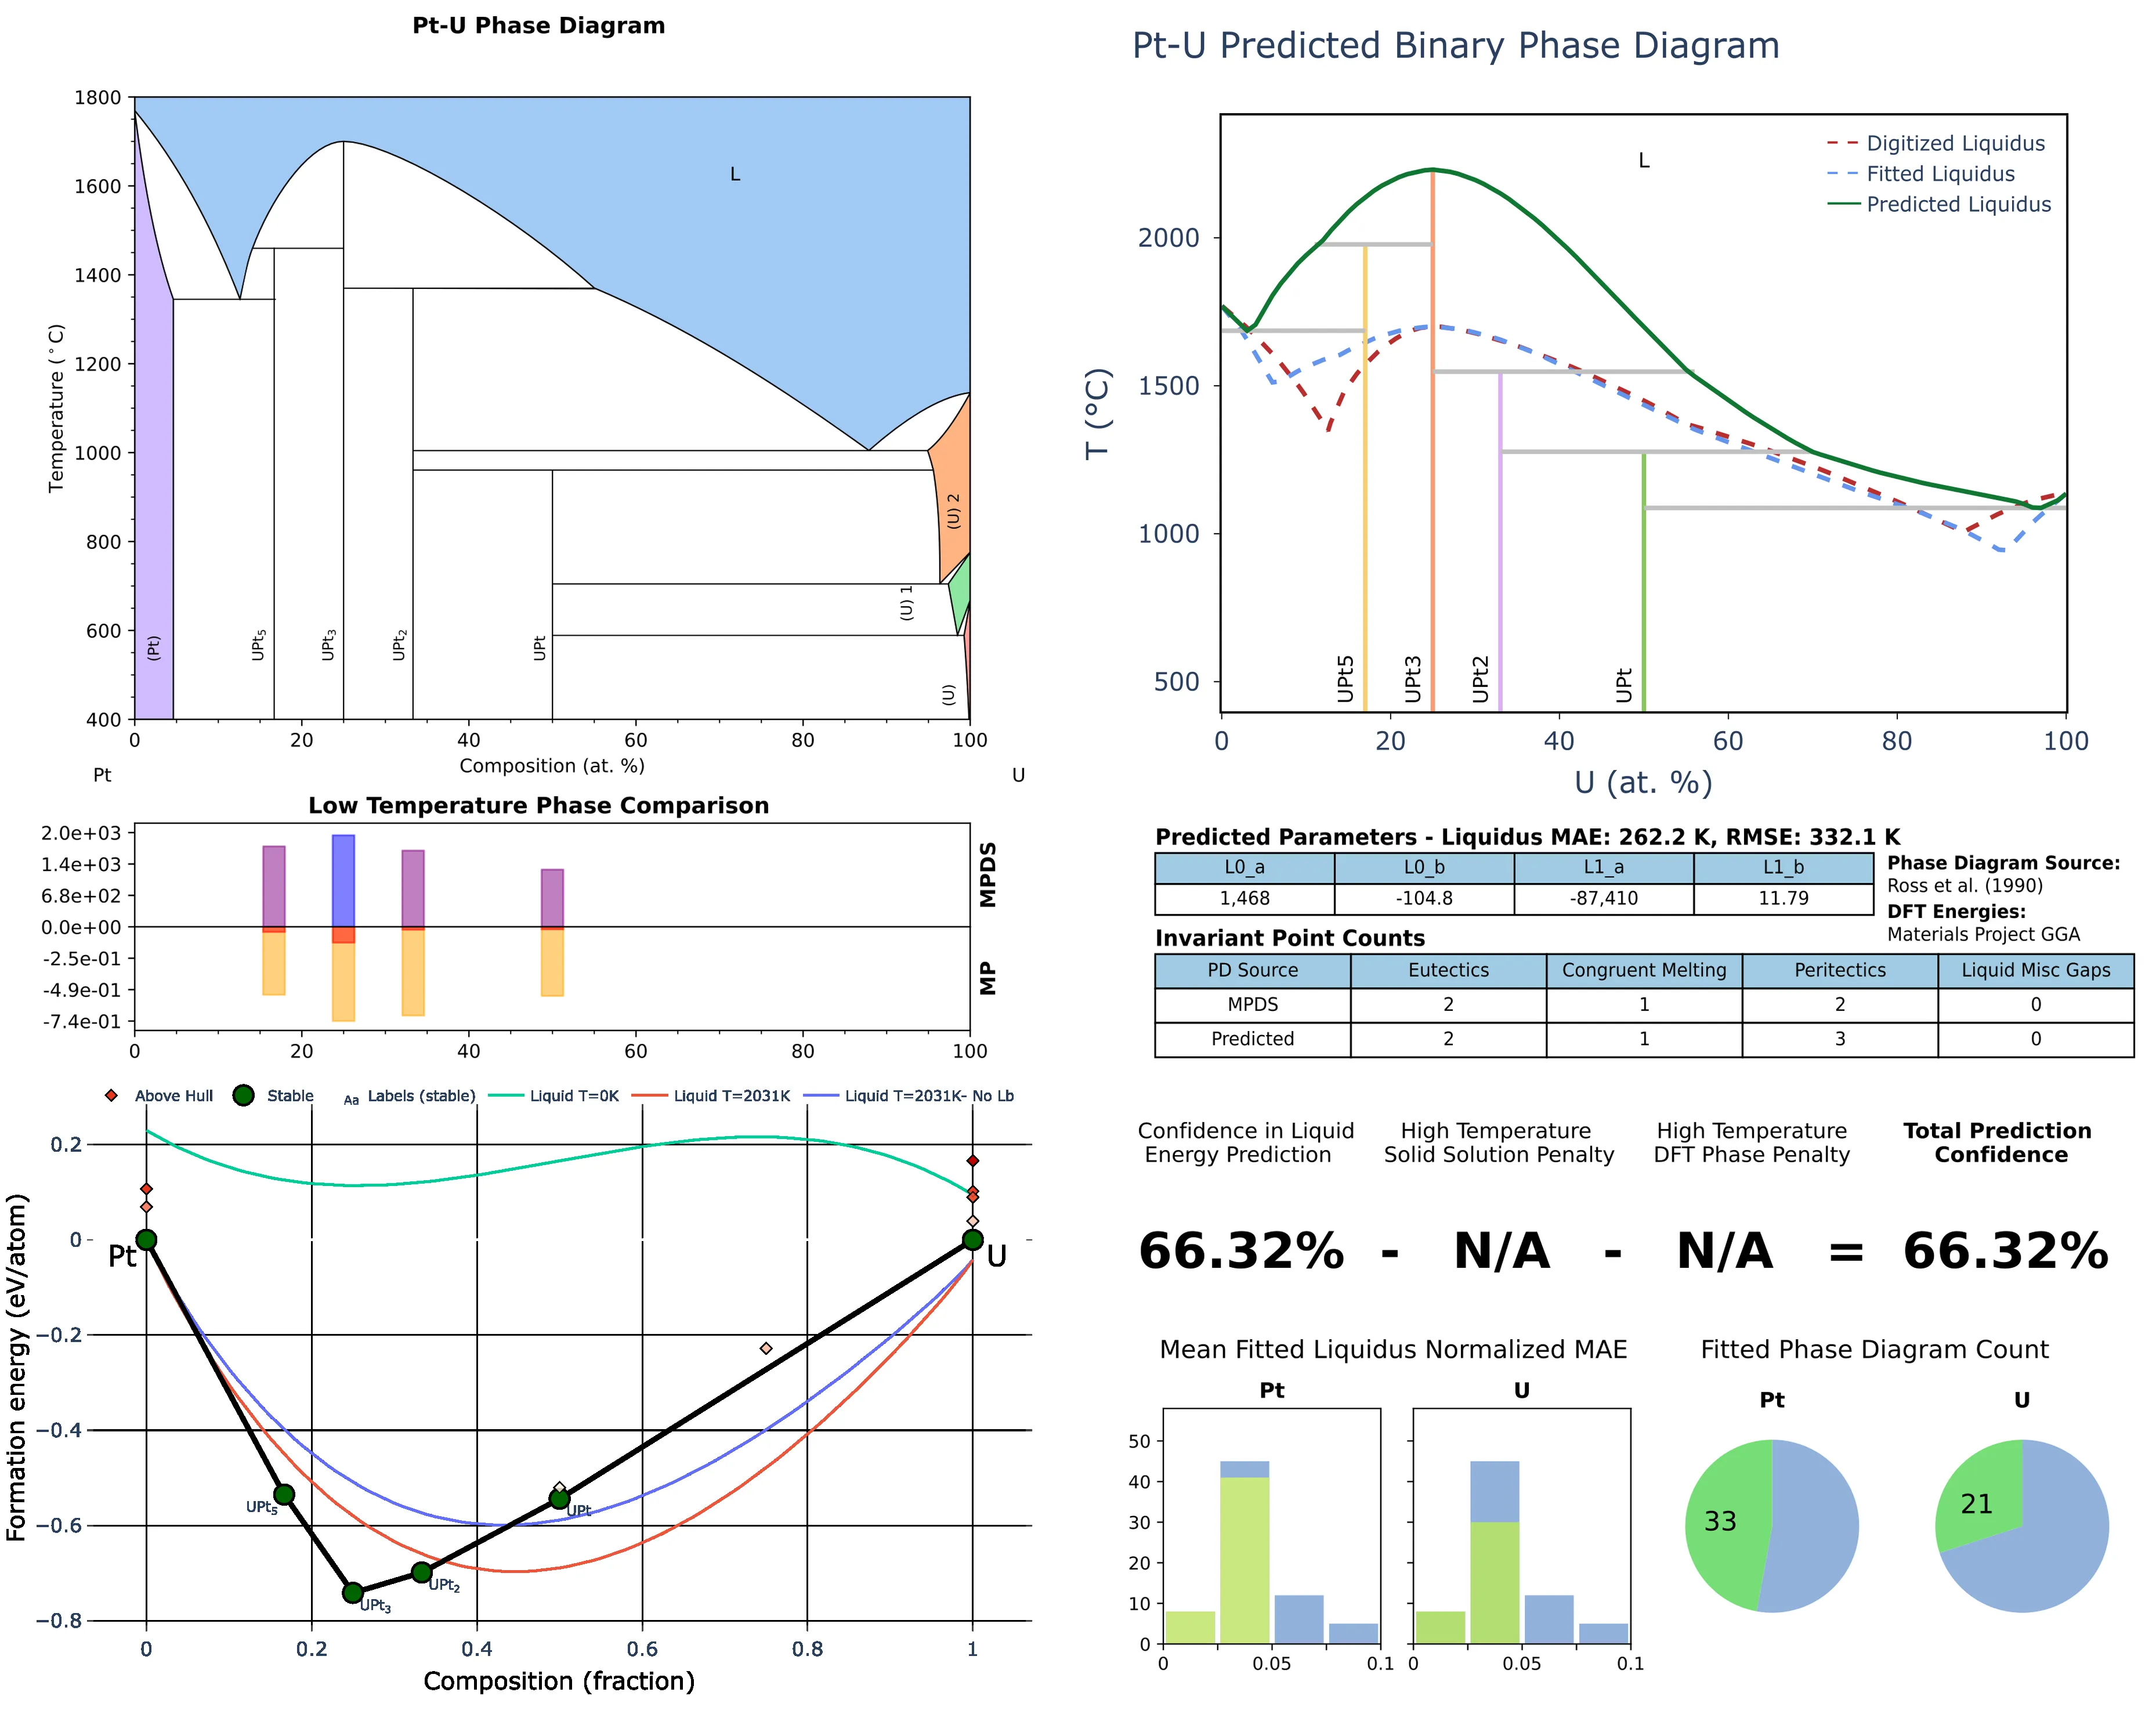 Pt-U Phase Diagram
1800
1600
1400
1200
1000
800
600
400
Temperature (°C)
L
(Pt)
UPt5
UPt3
UPt2
UPt
(U) 1
(U) 2
(U)
0 20 40 60 80 100
Composition (at. %)
Pt U
Low Temperature Phase Comparison
2.0e+03
1.4e+03
6.8e+02
0.0e+00
-2.5e-01
-4.9e-01
-7.4e-01
MPDS
MP
0 20 40 60 80 100
Above Hull Stable Aa Labels (stable) Liquid T=0K Liquid T=2031K Liquid T=2031K- No Lb
0.2
0
−0.2
−0.4
−0.6
−0.8
Formation energy (eV/atom)
Pt
U
UPt5
UPt3
UPt2
UPt
0 0.2 0.4 0.6 0.8 1
Composition (fraction)
Pt-U Predicted Binary Phase Diagram
L
Digitized Liquidus
Fitted Liquidus
Predicted Liquidus
2000
1500
1000
500
T (°C)
UPt5
UPt3
UPt2
UPt
0 20 40 60 80 100
U (at. %)
Predicted Parameters - Liquidus MAE: 262.2 K, RMSE: 332.1 K
L0_a L0_b L1_a L1_b
1,468 -104.8 -87,410 11.79
Phase Diagram Source:
Ross et al. (1990)
DFT Energies:
Materials Project GGA
Invariant Point Counts
PD Source Eutectics Congruent Melting Peritectics Liquid Misc Gaps
MPDS 2 1 2 0
Predicted 2 1 3 0
Confidence in Liquid
Energy Prediction
High Temperature
Solid Solution Penalty
High Temperature
DFT Phase Penalty
Total Prediction
Confidence
66.32% - N/A - N/A = 66.32%
Mean Fitted Liquidus Normalized MAE
Pt U
50
40
30
20
10
0
0 0.05 0.1
0 0.05 0.1
Fitted Phase Diagram Count
Pt U
33
21